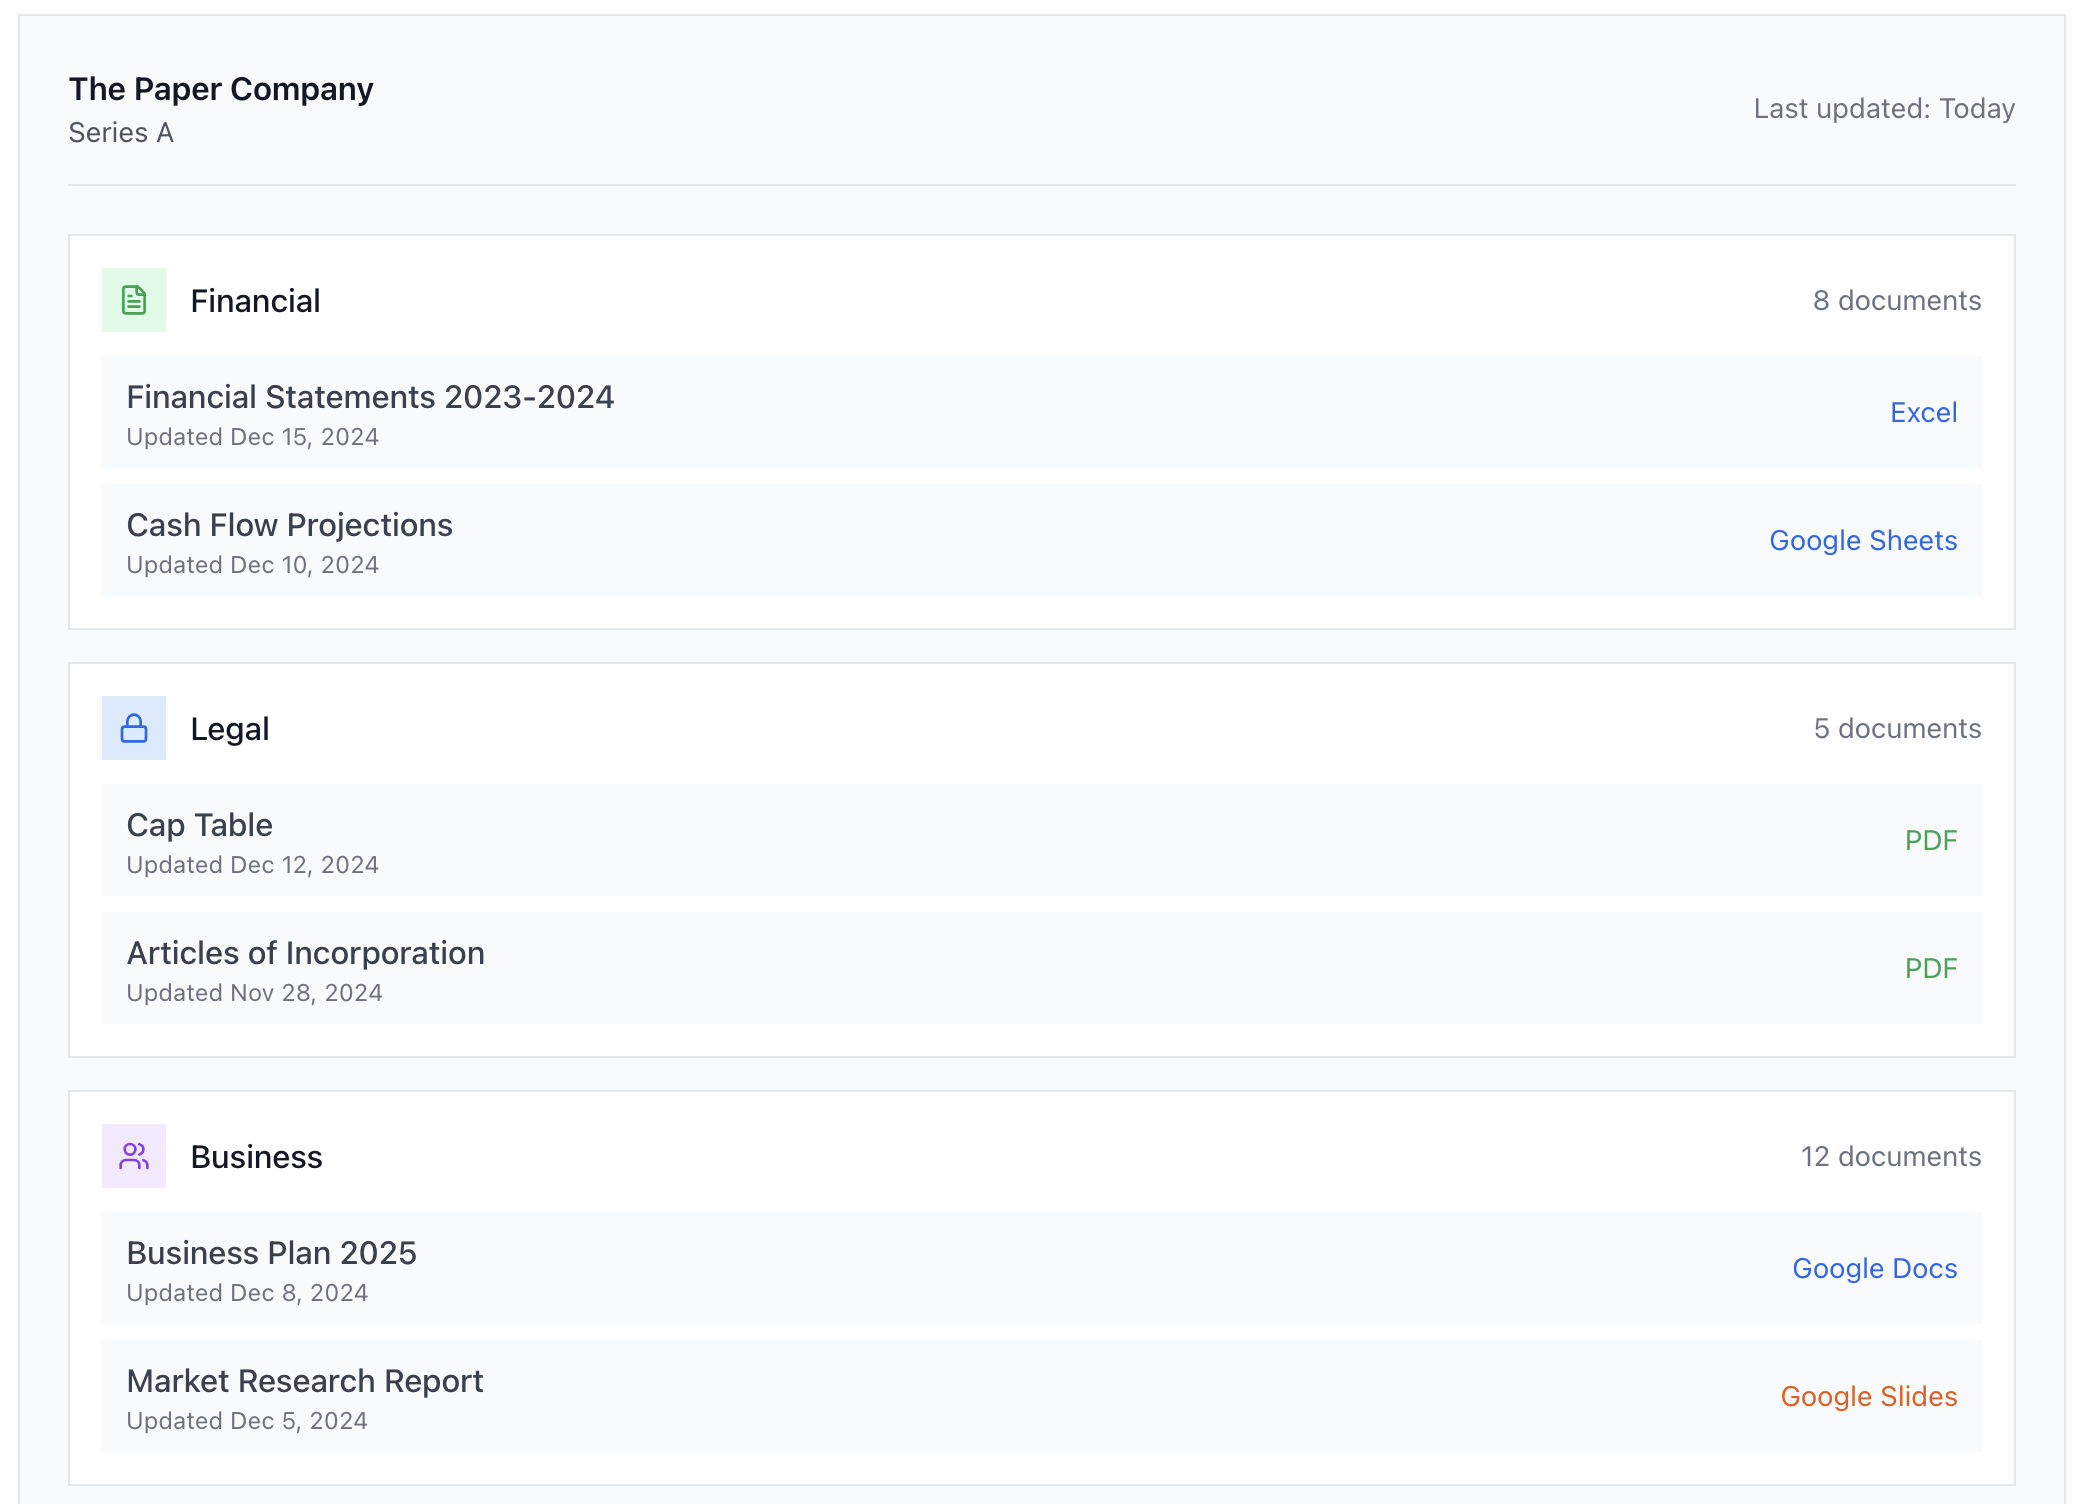 The Paper Company
Series A
Last updated: Today
Financial
8 documents
Financial Statements 2023-2024
Updated Dec 15, 2024
Excel
Cash Flow Projections
Updated Dec 10, 2024
Google Sheets
Legal
5 documents
Cap Table
Updated Dec 12, 2024
PDF
Articles of Incorporation
Updated Nov 28, 2024
PDF
Business
12 documents
Business Plan 2025
Updated Dec 8, 2024
Google Docs
Market Research Report
Updated Dec 5, 2024
Google Slides